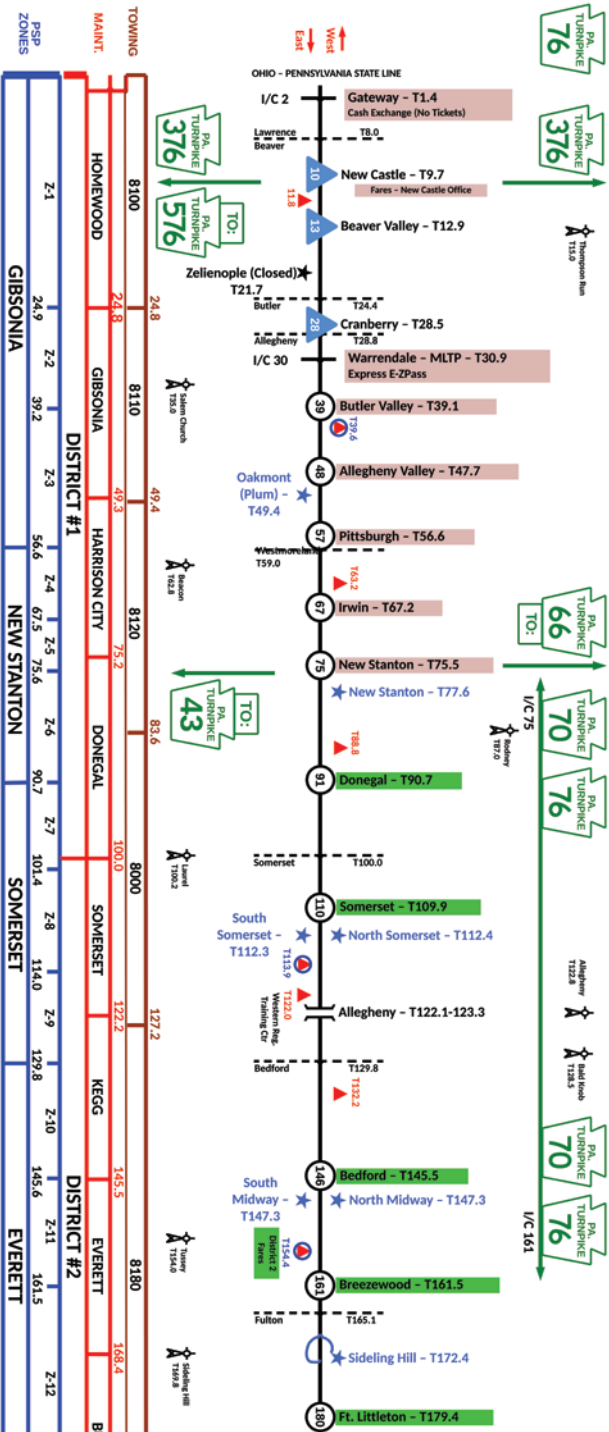 PA.
TURNPIKE
76
PA.
TURNPIKE
376
Thompson Run
T15.0
PA.
TURNPIKE
66
TO:
I/C 75
PA.
TURNPIKE
70
PA.
TURNPIKE
76
Rodney
T87.0
Allegheny
T122.8
Bald Knob
T128.5
PA.
TURNPIKE
70
PA.
TURNPIKE
76
I/C 161
West
East
OHIO – PENNSYLVANIA STATE LINE
I/C 2
Gateway – T1.4
Cash Exchange (No Tickets)
Lawrence
T8.0
Beaver
10
New Castle – T9.7
Fares – New Castle Office
11.8
13
Beaver Valley – T12.9
Zelienople (Closed)
T21.7
Butler
T24.4
28
Cranberry – T28.5
Allegheny
T28.8
I/C 30
Warrendale – MLTP – T30.9
Express E-ZPass
39
Butler Valley – T39.1
T39.6
48
Allegheny Valley – T47.7
Oakmont
(Plum) –
T49.4
57
Pittsburgh – T56.6
Westmoreland
T59.0
T63.2
67
Irwin – T67.2
75
New Stanton – T75.5
New Stanton – T77.6
T88.8
91
Donegal – T90.7
Somerset
T100.0
110
Somerset – T109.9
South
Somerset –
T112.3
North Somerset – T112.4
T113.9
T122.0
Western Reg.
Training Ctr
Allegheny – T122.1-123.3
Bedford
T129.8
T132.2
146
Bedford – T145.5
South
Midway –
T147.3
North Midway – T147.3
District 2
Fares
T154.4
161
Breezewood – T161.5
Fulton
T165.1
Sideling Hill – T172.4
180
Ft. Littleton – T179.4
PA.
TURNPIKE
376
TO:
PA.
TURNPIKE
576
Salem Church
T35.0
Beacon
T62.8
TO:
PA.
TURNPIKE
43
Laurel
T100.2
Tussey
T154.0
Sideling Hill
T169.8
TOWING
8100
24.8
8110
49.4
8120
83.6
8000
127.2
8180
MAINT.
HOMEWOOD
24.8
GIBSONIA
49.3
HARRISON CITY
75.2
DONEGAL
100.0
SOMERSET
122.2
KEGG
145.5
EVERETT
168.4
B
DISTRICT #1
DISTRICT #2
PSP
ZONES
Z-1
24.9
Z-2
39.2
Z-3
56.6
Z-4
67.5
Z-5
75.6
Z-6
90.7
Z-7
101.4
Z-8
114.0
Z-9
129.8
Z-10
145.6
Z-11
161.5
Z-12
GIBSONIA
NEW STANTON
SOMERSET
EVERETT